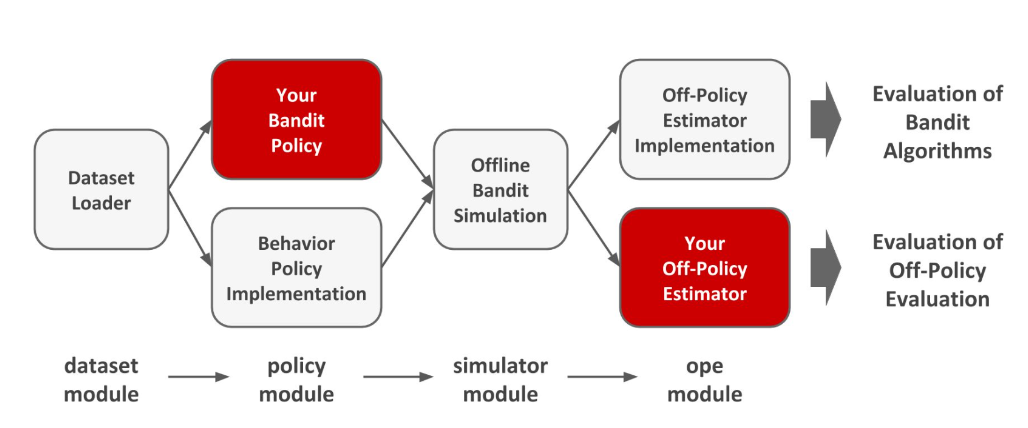 Dataset
Loader
Your
Bandit
Policy
Behavior
Policy
Implementation
Offline
Bandit
Simulation
Off-Policy
Estimator
Implementation
Your
Off-Policy
Estimator
Evaluation of
Bandit
Algorithms
Evaluation of
Off-Policy
Evaluation
dataset
module
policy
module
simulator
module
ope
module